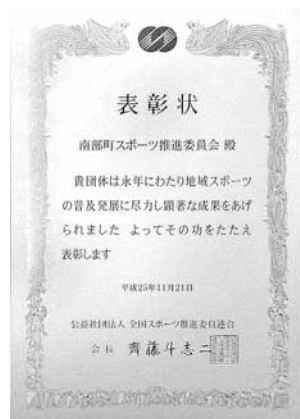 表彰状
南部町スポーツ推進委員会 殿
貴団体は永年にわたり地域スポーツ
の普及発展に尽力し顕著な成果をあげ
られました よってその功をたたえ
表彰します
平成25年11月21日
公益社団法人 全国スポーツ推進委員連合
会長 齊藤斗志二